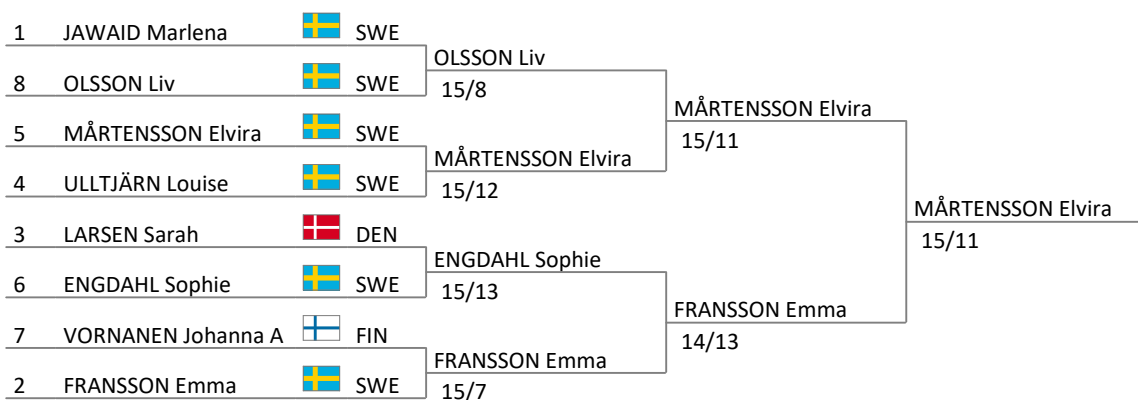 1 JAWAID Marlena SWE
OLSSON Liv
8 OLSSON Liv SWE
15/8
MÅRTENSSON Elvira
5 MÅRTENSSON Elvira SWE
15/11
MÅRTENSSON Elvira
4 ULLTJÄRN Louise SWE
15/12
MÅRTENSSON Elvira
3 LARSEN Sarah DEN
15/11
ENGDAHL Sophie
6 ENGDAHL Sophie SWE
15/13
FRANSSON Emma
7 VORNANEN Johanna A FIN
14/13
FRANSSON Emma
2 FRANSSON Emma SWE
15/7